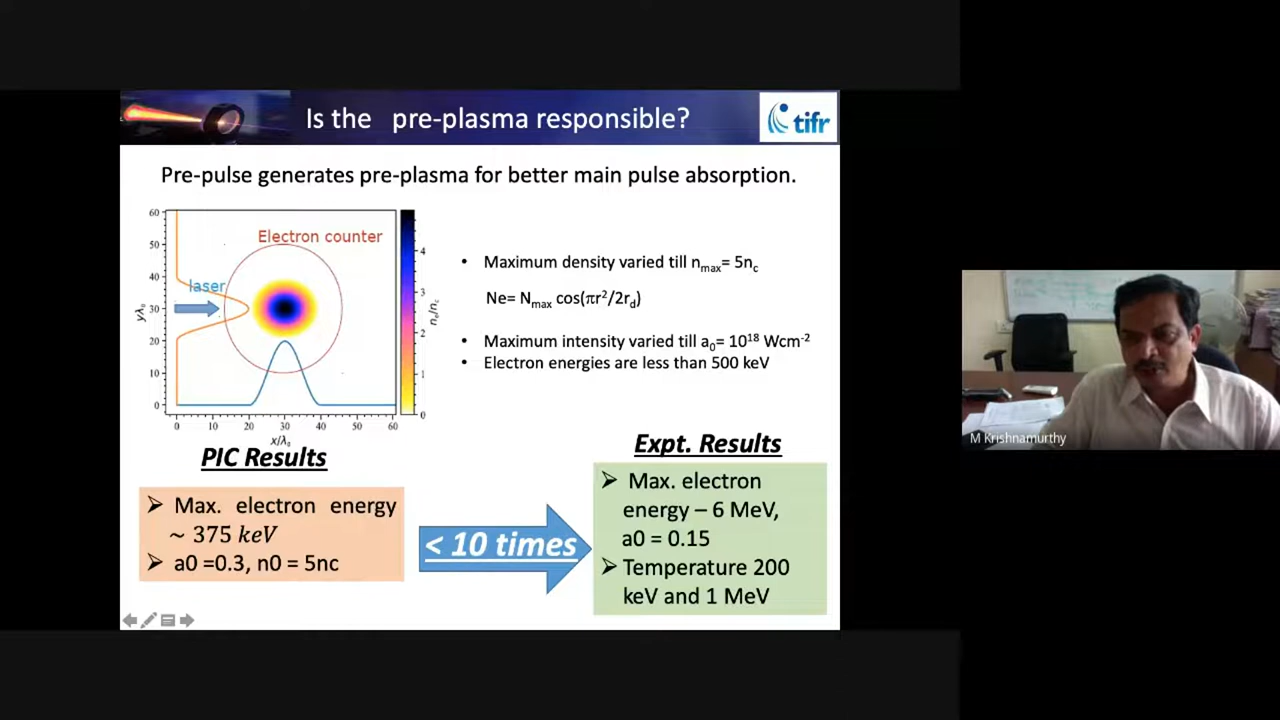 Is the pre-plasma responsible?
tifr
Pre-pulse generates pre-plasma for better main pulse absorption.
60
50
40
30
20
10
0
y/λ₀
Electron counter
laser
0 10 20 30 40 50 60
x/λ₀
4
3
2
1
0
nₑ/n꜀
• Maximum density varied till nmax= 5nc
Ne= Nmax cos(πr²/2rd)
• Maximum intensity varied till a₀= 10¹⁸ Wcm⁻²
• Electron energies are less than 500 keV
PIC Results
➢ Max. electron energy
~ 375 keV
➢ a0 =0.3, n0 = 5nc
< 10 times
Expt. Results
➢ Max. electron
energy – 6 MeV,
a0 = 0.15
➢ Temperature 200
keV and 1 MeV
M Krishnamurthy